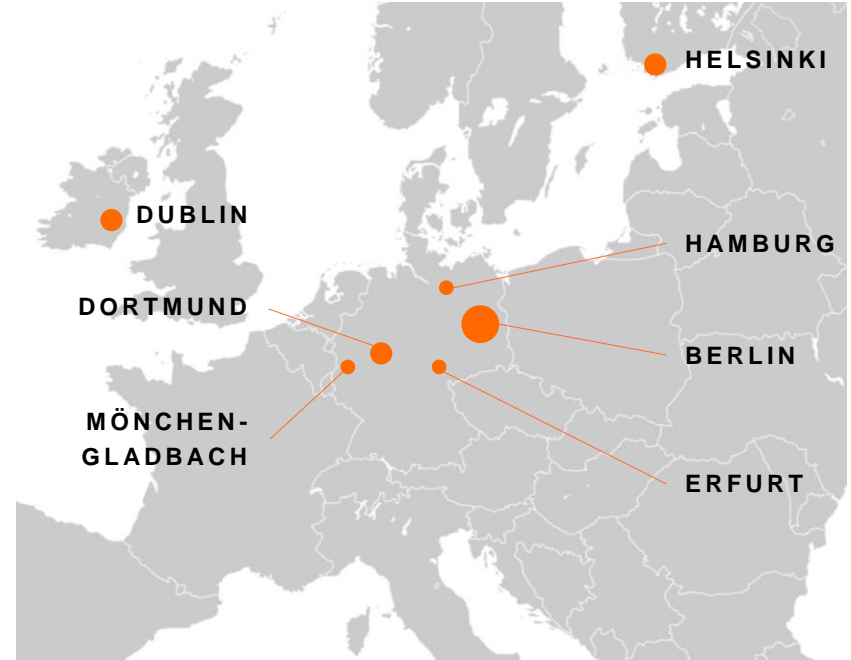 HELSINKI
DUBLIN
HAMBURG
DORTMUND
BERLIN
MÖNCHEN-
GLADBACH
ERFURT